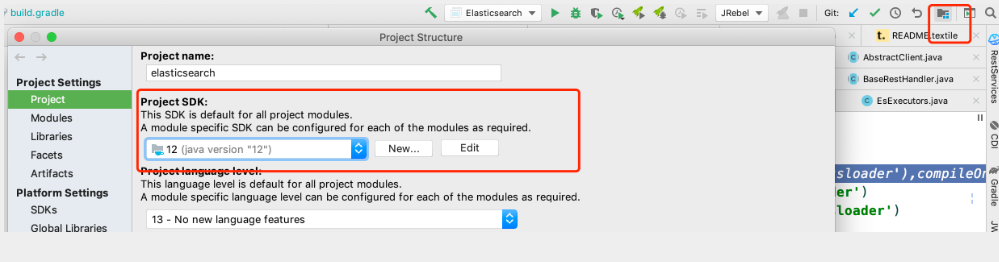 build.gradle
Elasticsearch
JRebel
Git:
Project Structure
README.textile
AbstractClient.java
BaseRestHandler.java
EsExecutors.java
RestServices
CDI
Gradle
Project Settings
Project
Modules
Libraries
Facets
Artifacts
Platform Settings
SDKs
Global Libraries
Project name:
elasticsearch
Project SDK:
This SDK is default for all project modules.
A module specific SDK can be configured for each of the modules as required.
12 (java version "12")
New...
Edit
Project language level:
This language level is default for all project modules.
A module specific language level can be configured for each of the modules as required.
13 - No new language features
sloader'),compileOn
der')
sloader')